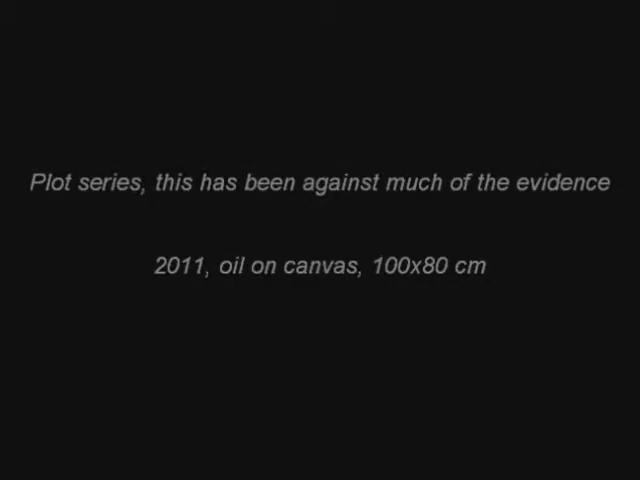 Plot series, this has been against much of the evidence
2011, oil on canvas, 100x80 cm